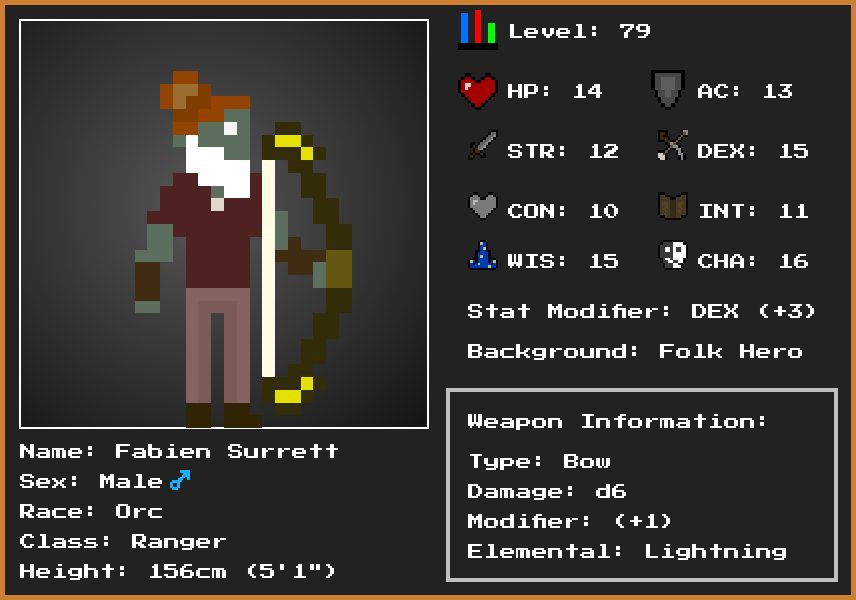 Level: 79
HP: 14
AC: 13
STR: 12
DEX: 15
CON: 10
INT: 11
WIS: 15
CHA: 16
Stat Modifier: DEX (+3)
Background: Folk Hero
Weapon Information:
Type: Bow
Damage: d6
Modifier: (+1)
Elemental: Lightning
Name: Fabien Surrett
Sex: Male ♂
Race: Orc
Class: Ranger
Height: 156cm (5'1")